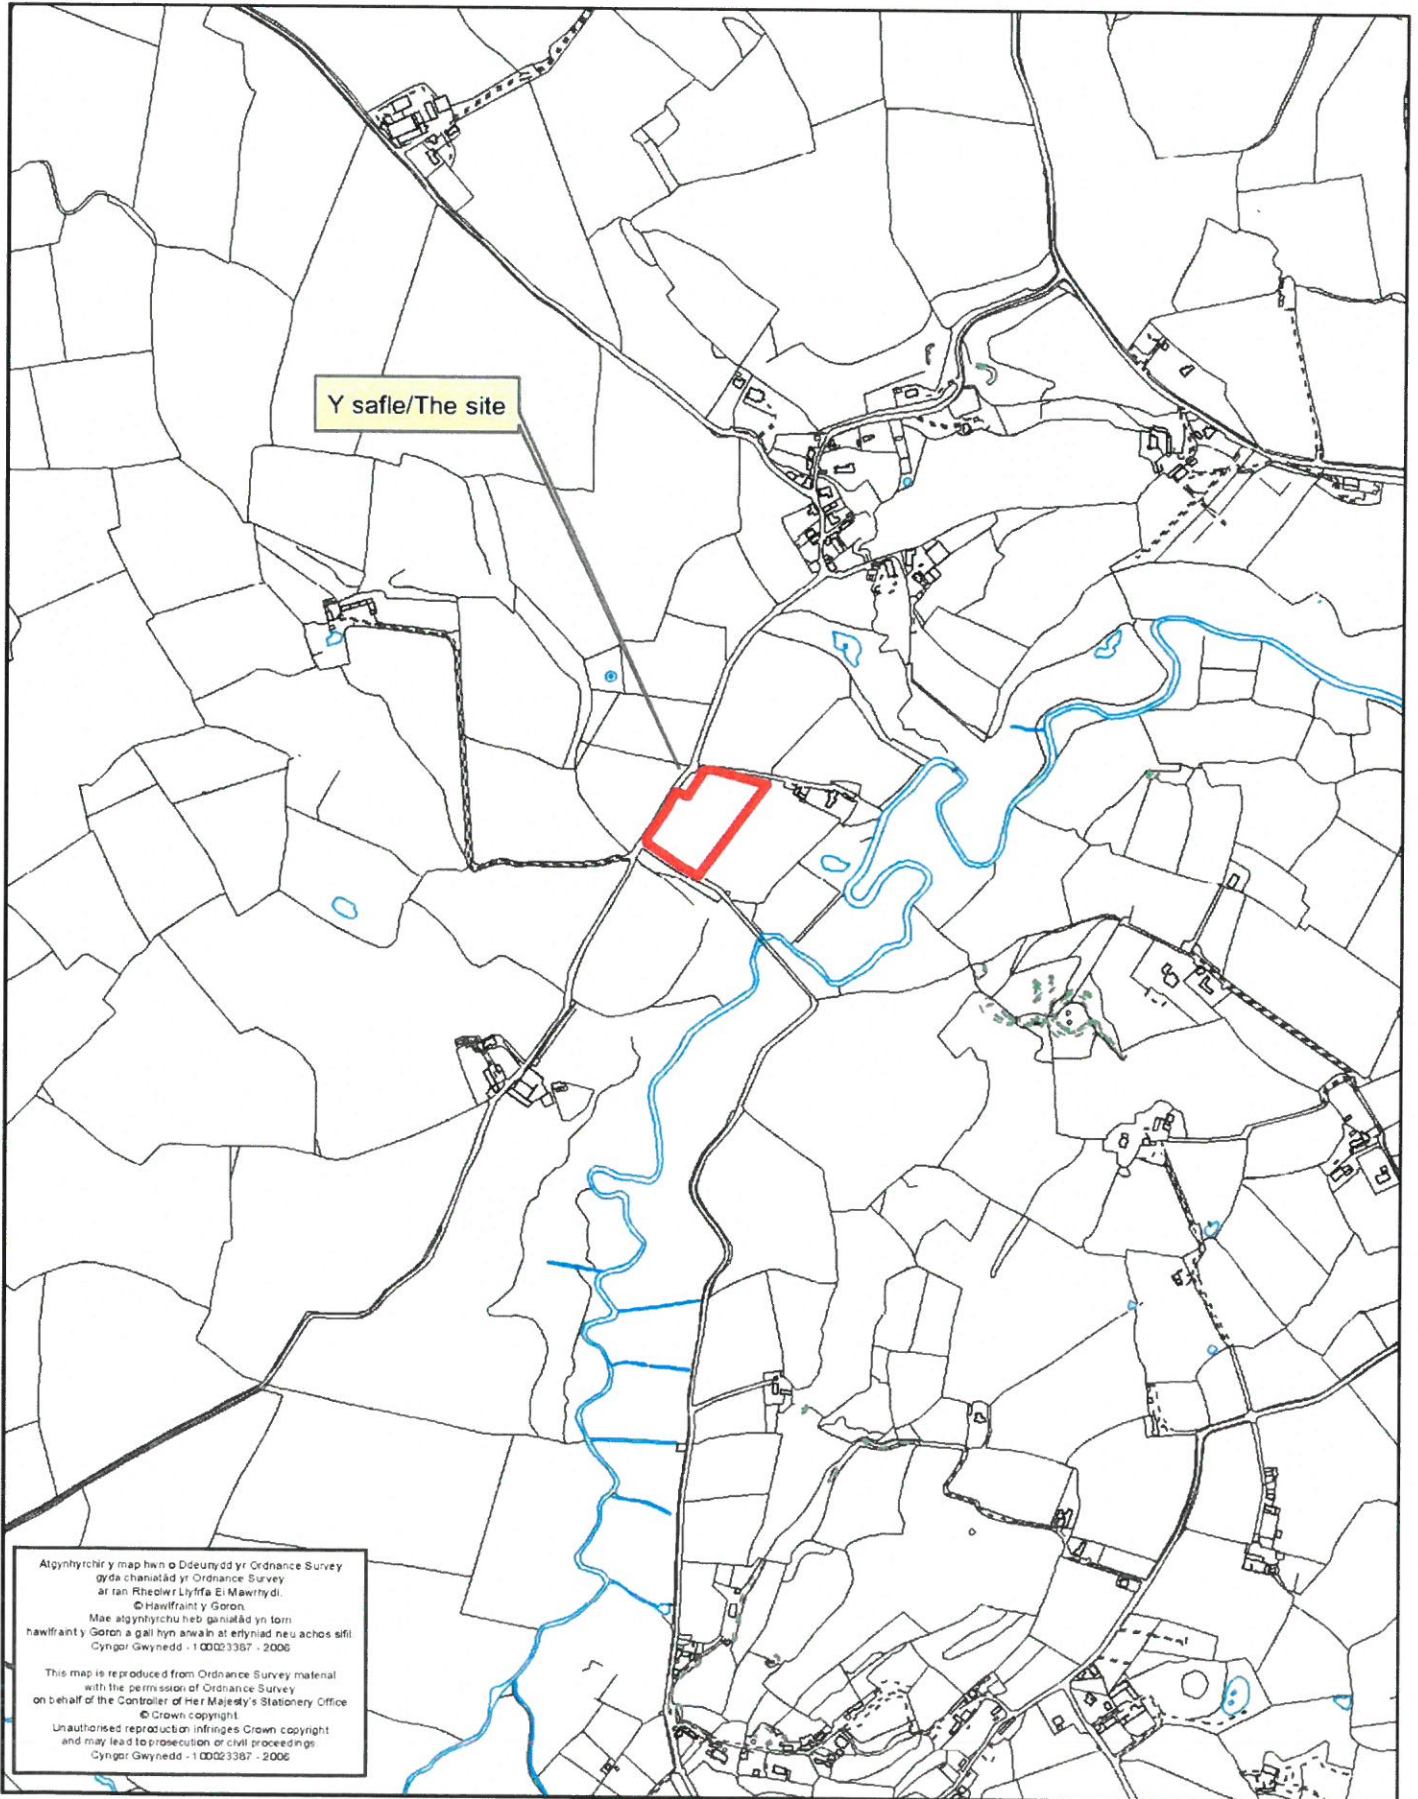 Y safle/The site
Atgynhyrchir y map hwn o Ddeunydd yr Ordnance Survey
gyda chaniatâd yr Ordnance Survey
ar ran Rheolwr Llyfrfa Ei Mawrhydi.
© Hawlfraint y Goron.
Mae atgynhyrchu heb ganiatâd yn torri
hawlfraint y Goron a gall hyn arwain at erlyniad neu achos sifil.
Cyngor Gwynedd - 100023387 - 2006
This map is reproduced from Ordnance Survey material
with the permission of Ordnance Survey
on behalf of the Controller of Her Majesty's Stationery Office
© Crown copyright.
Unauthorised reproduction infringes Crown copyright
and may lead to prosecution or civil proceedings
Cyngor Gwynedd - 100023387 - 2006